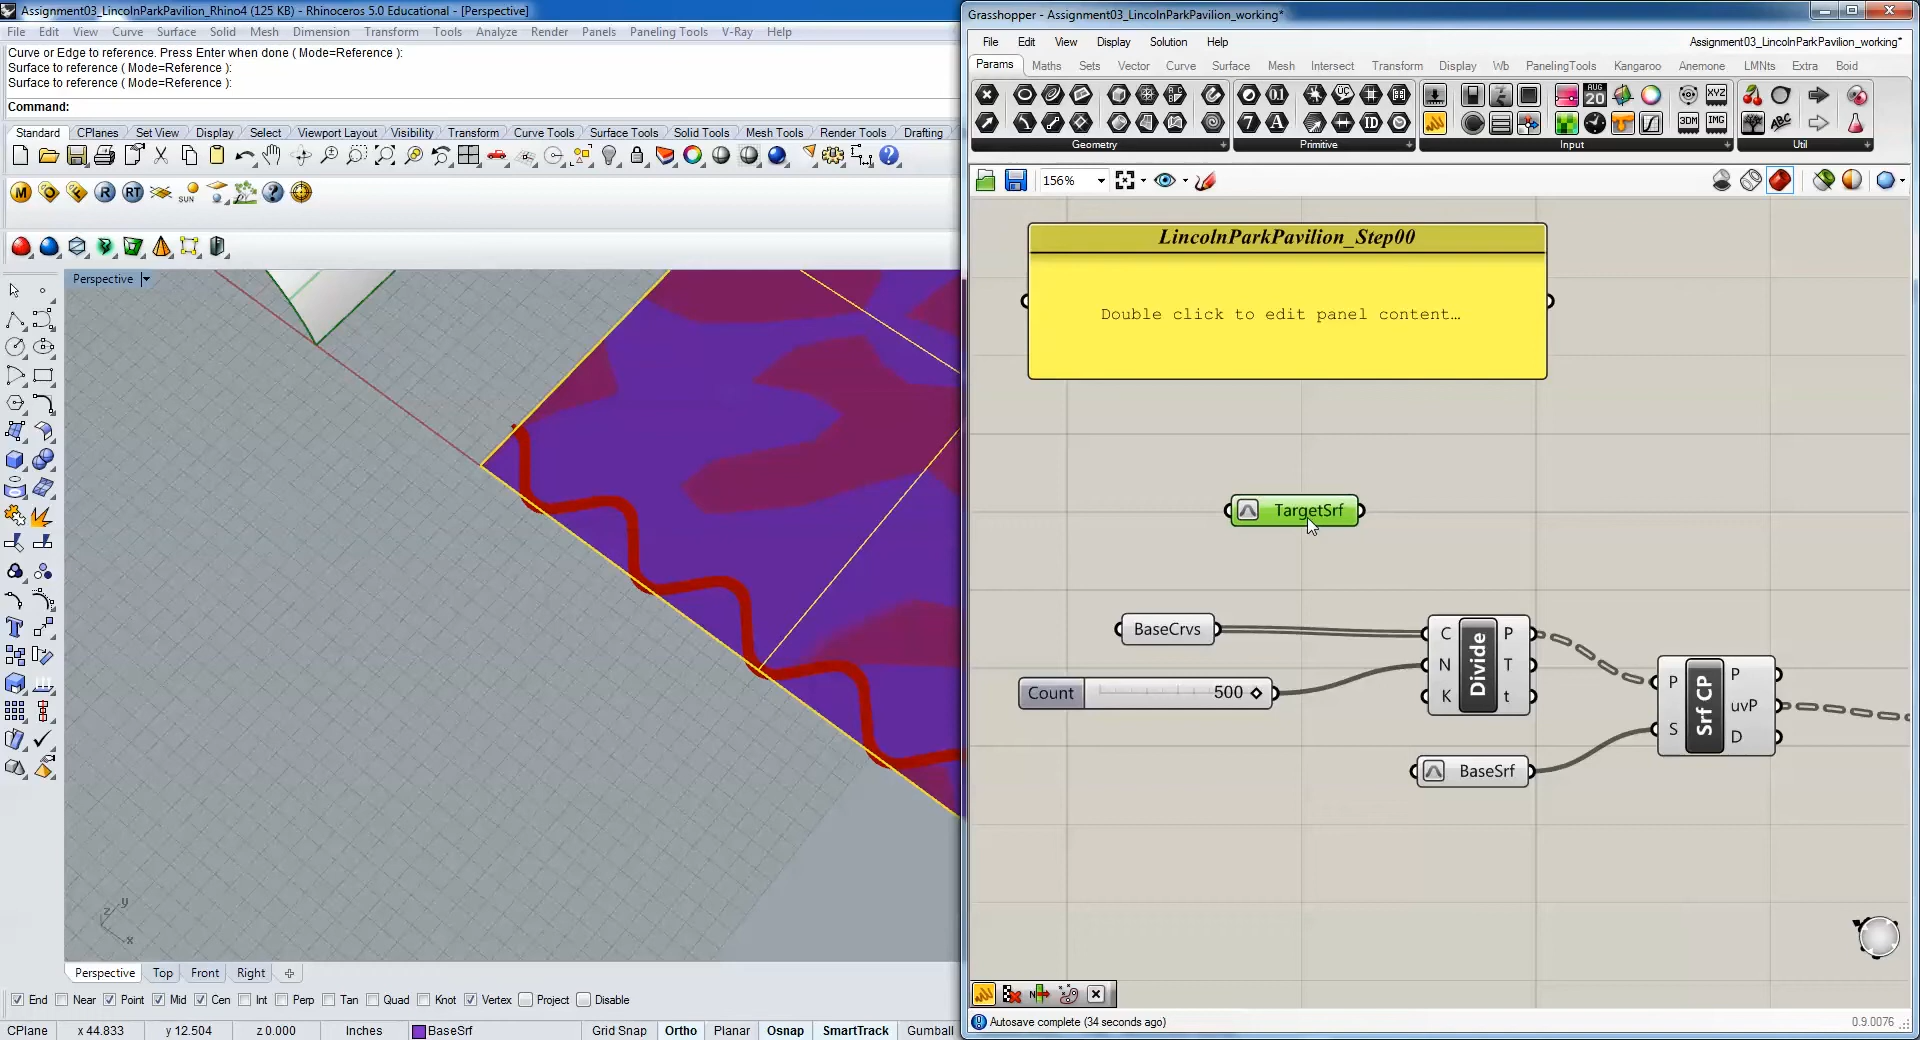 Assignment03_LincolnParkPavilion_Rhino4 (125 KB) - Rhinoceros 5.0 Educational - [Perspective]
File Edit View Curve Surface Solid Mesh Dimension Transform Tools Analyze Render Panels Paneling Tools V-Ray Help
Curve or Edge to reference. Press Enter when done ( Mode=Reference ):
Surface to reference ( Mode=Reference ):
Surface to reference ( Mode=Reference ):
Command:
Standard CPlanes Set View Display Select Viewport Layout Visibility Transform Curve Tools Surface Tools Solid Tools Mesh Tools Render Tools Drafting
M O F R RT SUN
Perspective
z y x
Perspective Top Front Right
End Near Point Mid Cen Int Perp Tan Quad Knot Vertex Project Disable
CPlane x 44.833 y 12.504 z 0.000 Inches BaseSrf Grid Snap Ortho Planar Osnap SmartTrack Gumball
Grasshopper - Assignment03_LincolnParkPavilion_working*
File Edit View Display Solution Help Assignment03_LincolnParkPavilion_working*
Params Maths Sets Vector Curve Surface Mesh Intersect Transform Display Wb PanelingTools Kangaroo Anemone LMNts Extra Boid
Geometry Primitive Input Util
156%
LincolnParkPavilion_Step00
Double click to edit panel content…
TargetSrf
BaseCrvs
Count 500
C N K Divide P T t
BaseSrf
P S Srf CP P uvP D
Autosave complete (34 seconds ago) 0.9.0076